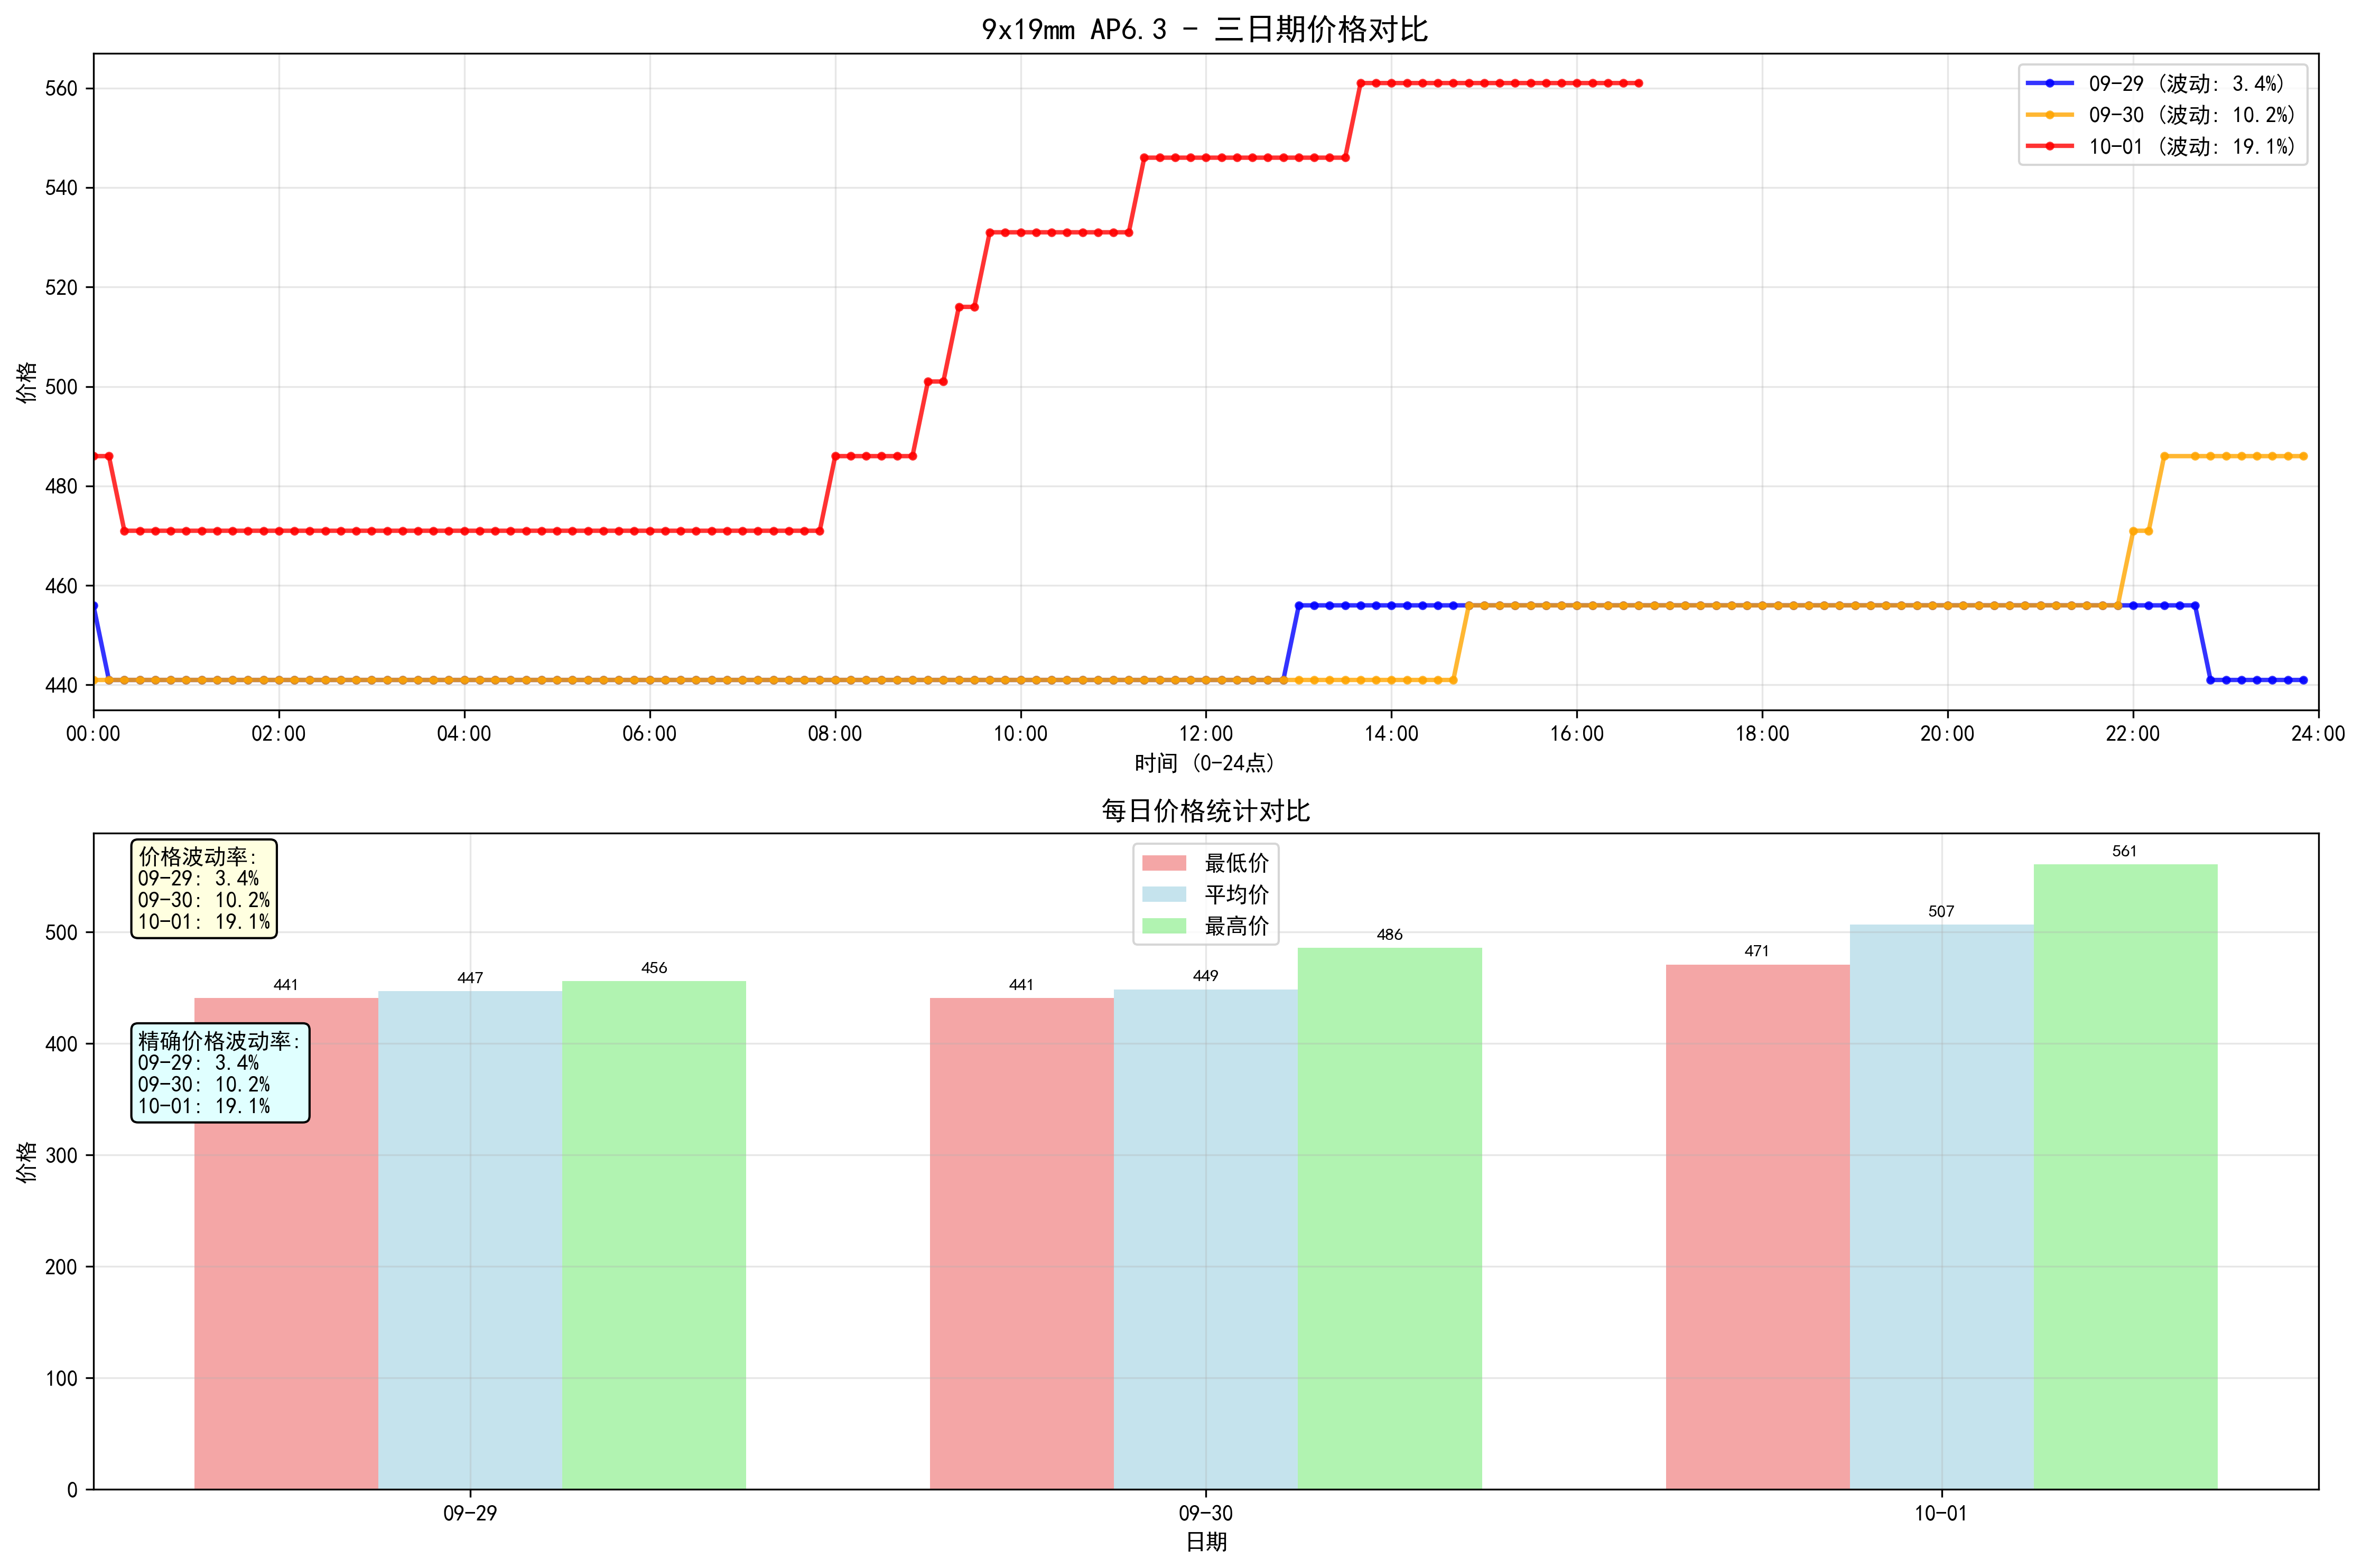 9x19mm AP6.3 - 三日期价格对比
560
540
520
500
480
460
440
价格
09-29 (波动: 3.4%)
09-30 (波动: 10.2%)
10-01 (波动: 19.1%)
00:00 02:00 04:00 06:00 08:00 10:00 12:00 14:00 16:00 18:00 20:00 22:00 24:00
时间 (0-24点)
每日价格统计对比
500
400
300
200
100
0
价格
价格波动率:
09-29: 3.4%
09-30: 10.2%
10-01: 19.1%
精确价格波动率:
09-29: 3.4%
09-30: 10.2%
10-01: 19.1%
最低价
平均价
最高价
441 447 456
441 449 486
471 507 561
09-29 09-30 10-01
日期